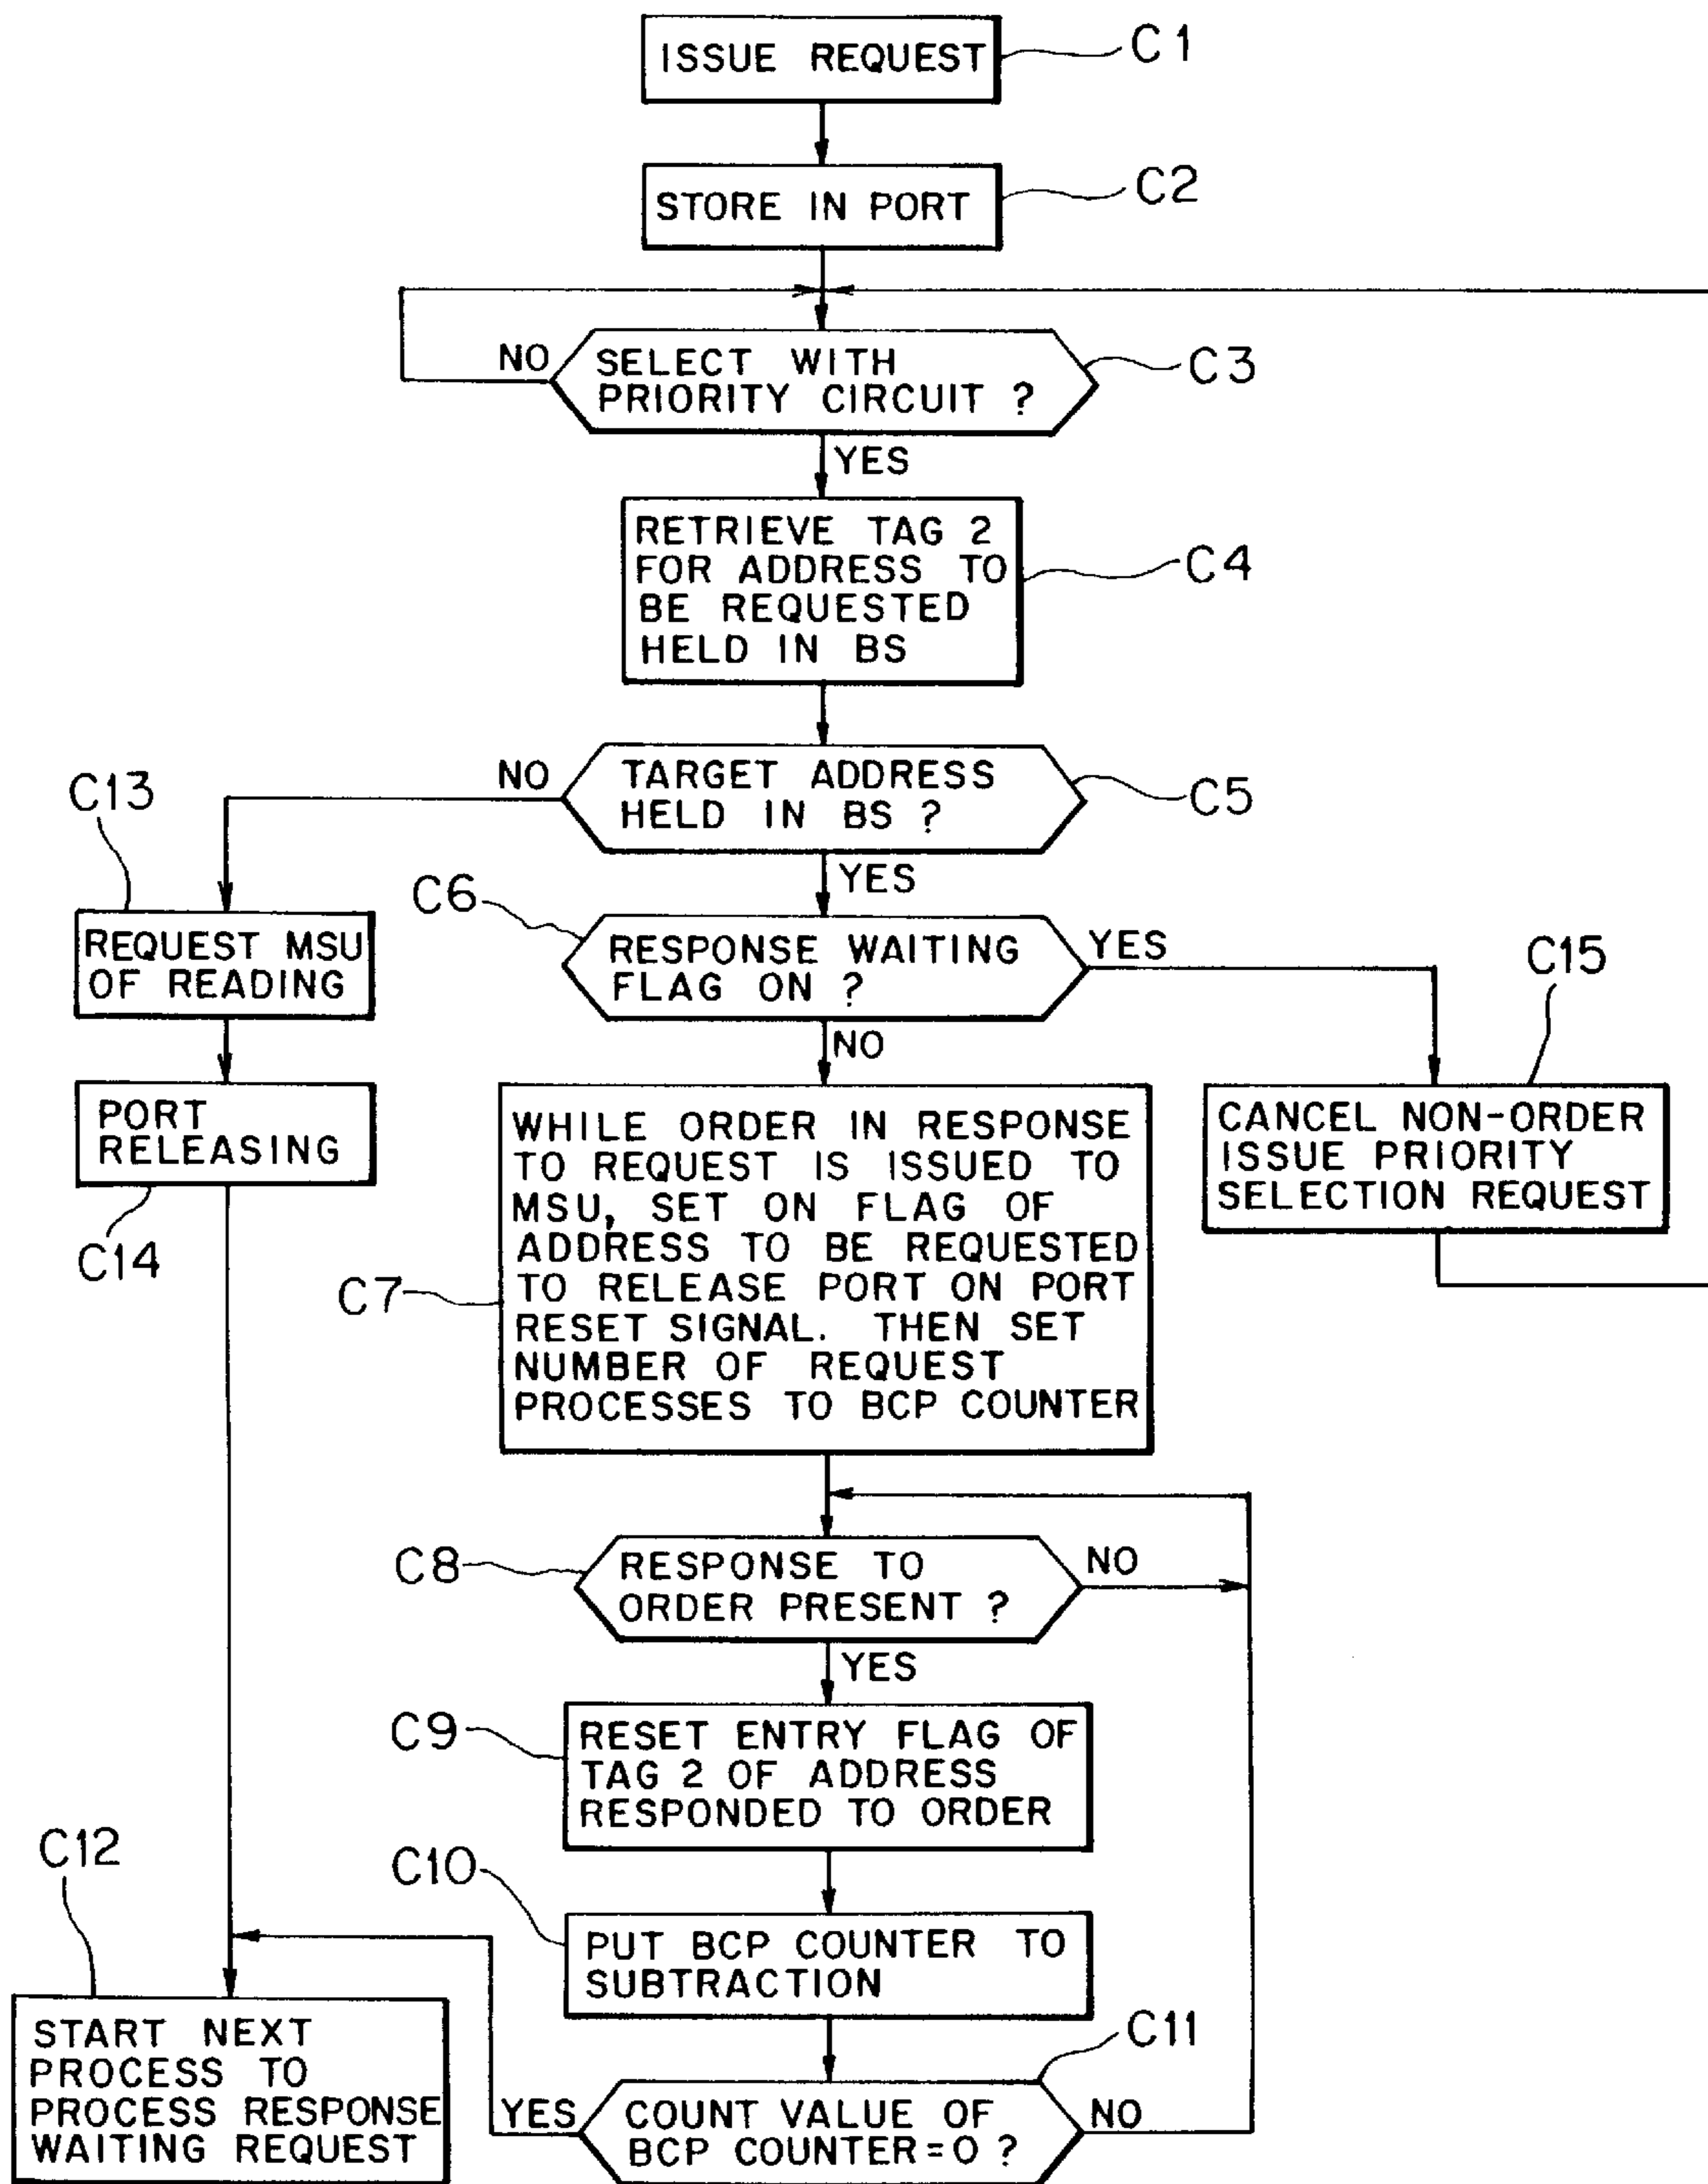 ISSUE REQUEST
C1
STORE IN PORT
C2
NO
SELECT WITH
PRIORITY CIRCUIT ?
C3
YES
RETRIEVE TAG 2
FOR ADDRESS TO
BE REQUESTED
HELD IN BS
C4
NO
TARGET ADDRESS
HELD IN BS ?
C5
C13
YES
C6
REQUEST MSU
OF READING
RESPONSE WAITING
FLAG ON ?
YES
C15
NO
PORT
RELEASING
C14
WHILE ORDER IN RESPONSE
TO REQUEST IS ISSUED TO
MSU, SET ON FLAG OF
ADDRESS TO BE REQUESTED
TO RELEASE PORT ON PORT
RESET SIGNAL. THEN SET
NUMBER OF REQUEST
PROCESSES TO BCP COUNTER
C7
CANCEL NON-ORDER
ISSUE PRIORITY
SELECTION REQUEST
C8
RESPONSE TO
ORDER PRESENT ?
NO
YES
C9
RESET ENTRY FLAG OF
TAG 2 OF ADDRESS
RESPONDED TO ORDER
C10
C12
PUT BCP COUNTER TO
SUBTRACTION
C11
START NEXT
PROCESS TO
PROCESS RESPONSE
WAITING REQUEST
YES
COUNT VALUE OF
BCP COUNTER=0 ?
NO